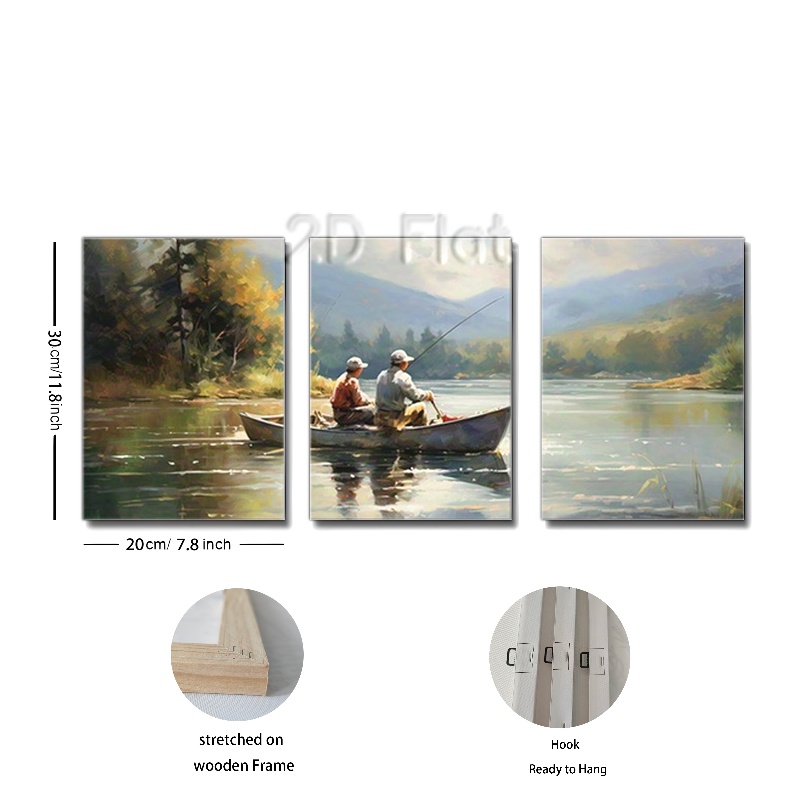 2D Flat
30cm/11.8inch
20cm/ 7.8 inch
stretched on
wooden Frame
Hook
Ready to Hang